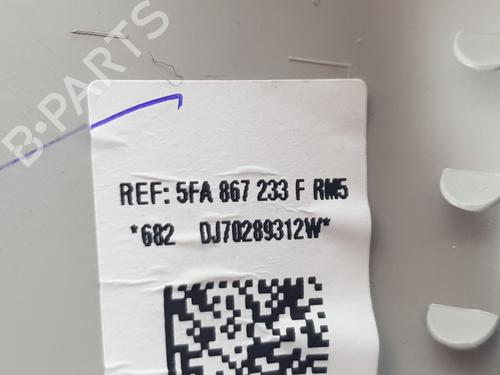 B-PARTS
REF: 5FA 867 233 F RM5
*682 DJ70289312W*